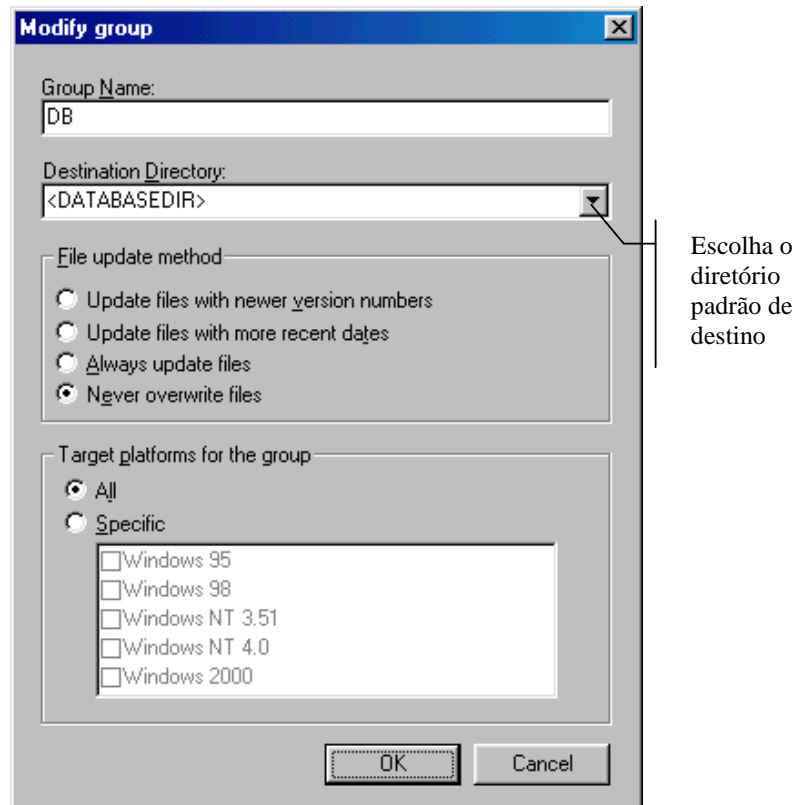 Modify group
Group Name:
DB
Destination Directory:
<DATABASEDIR>
Escolha o
diretório
padrão de
destino
File update method
Update files with newer version numbers
Update files with more recent dates
Always update files
Never overwrite files
Target platforms for the group
All
Specific
Windows 95
Windows 98
Windows NT 3.51
Windows NT 4.0
Windows 2000
OK
Cancel